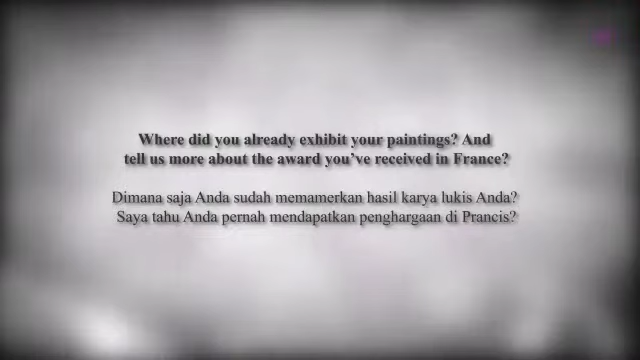 Where did you already exhibit your paintings? And
tell us more about the award you've received in France?
Dimana saja Anda sudah memamerkan hasil karya lukis Anda?
Saya tahu Anda pernah mendapatkan penghargaan di Prancis?